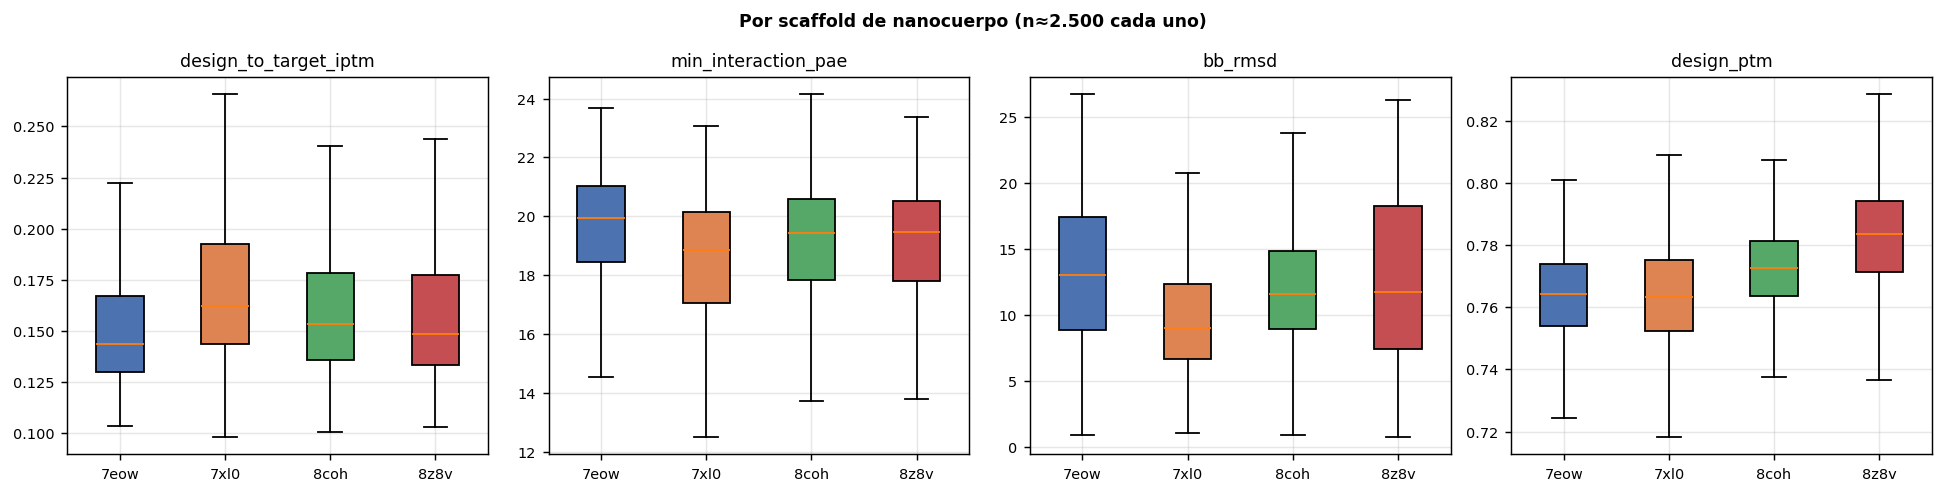 Por scaffold de nanocuerpo (n≈2.500 cada uno)
design_to_target_iptm
0.250
0.225
0.200
0.175
0.150
0.125
0.100
7eow 7xl0 8coh 8z8v
min_interaction_pae
24
22
20
18
16
14
12
7eow 7xl0 8coh 8z8v
bb_rmsd
25
20
15
10
5
0
7eow 7xl0 8coh 8z8v
design_ptm
0.82
0.80
0.78
0.76
0.74
0.72
7eow 7xl0 8coh 8z8v